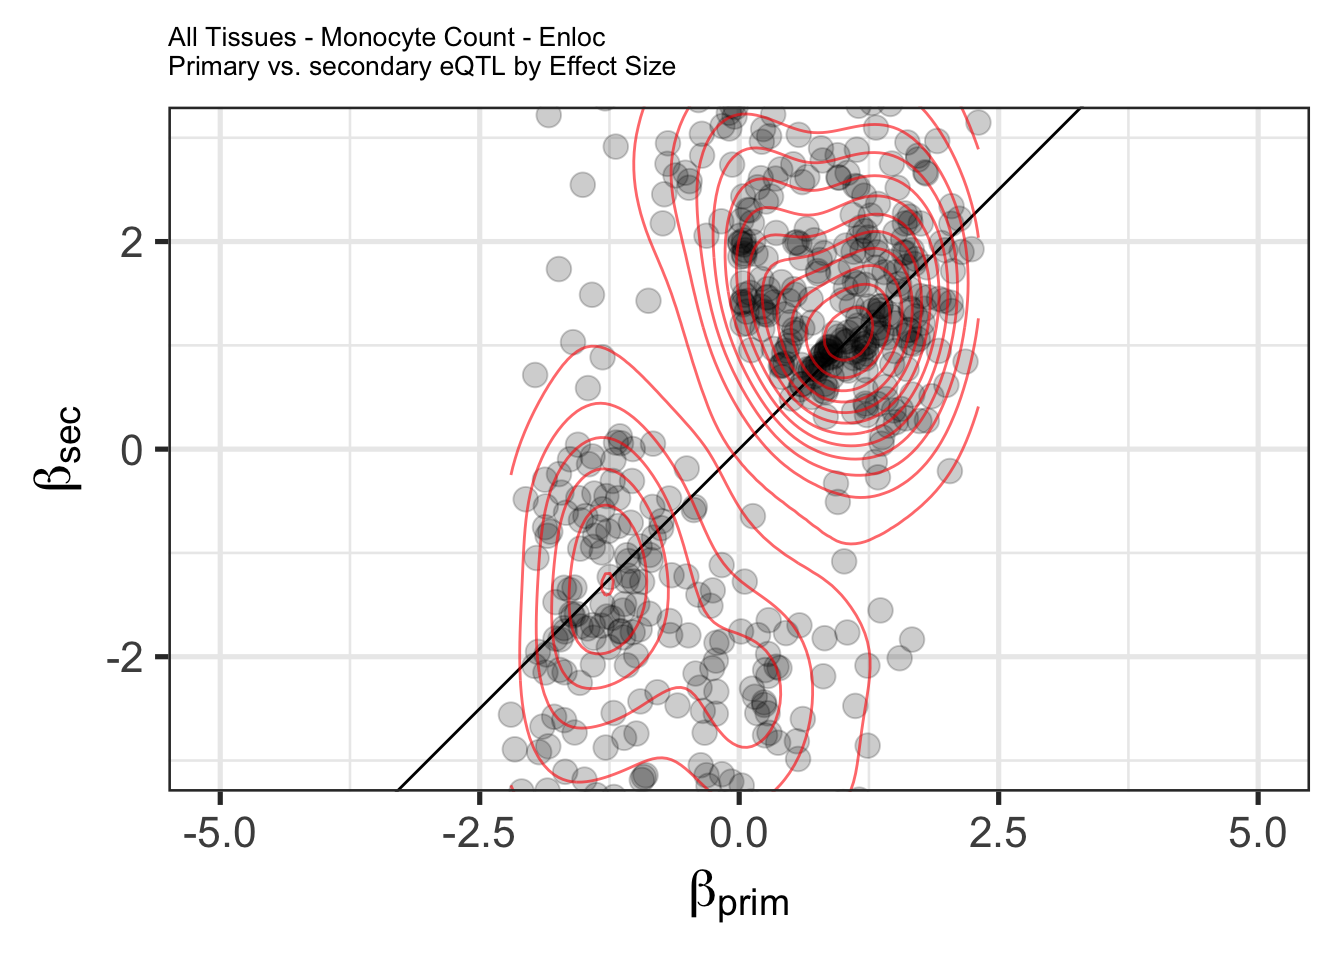 All Tissues - Monocyte Count - Enloc
Primary vs. secondary eQTL by Effect Size
βsec
2
0
-2
-5.0 -2.5 0.0 2.5 5.0
βprim